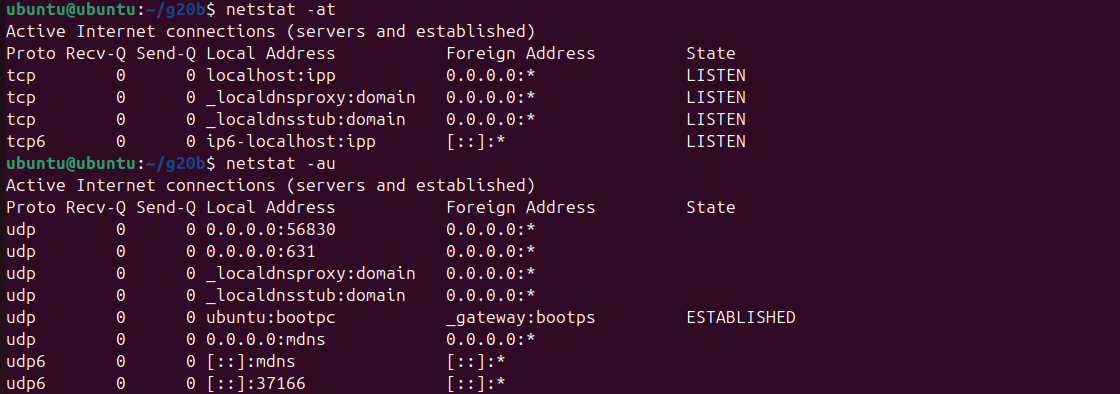 ubuntu@ubuntu:~/g20b$ netstat -at
Active Internet connections (servers and established)
Proto Recv-Q Send-Q Local Address           Foreign Address         State
tcp        0      0 localhost:ipp           0.0.0.0:*               LISTEN
tcp        0      0 _localdnsproxy:domain   0.0.0.0:*               LISTEN
tcp        0      0 _localdnsstub:domain    0.0.0.0:*               LISTEN
tcp6       0      0 ip6-localhost:ipp       [::]:*                  LISTEN
ubuntu@ubuntu:~/g20b$ netstat -au
Active Internet connections (servers and established)
Proto Recv-Q Send-Q Local Address           Foreign Address         State
udp        0      0 0.0.0.0:56830           0.0.0.0:*
udp        0      0 0.0.0.0:631             0.0.0.0:*
udp        0      0 _localdnsproxy:domain   0.0.0.0:*
udp        0      0 _localdnsstub:domain    0.0.0.0:*
udp        0      0 ubuntu:bootpc           _gateway:bootps         ESTABLISHED
udp        0      0 0.0.0.0:mdns            0.0.0.0:*
udp6       0      0 [::]:mdns               [::]:*
udp6       0      0 [::]:37166              [::]:*